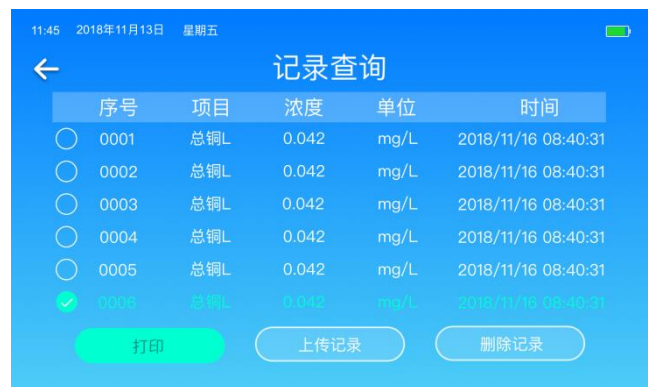 11:45 2018年11月13日 星期五
记录查询
序号 项目 浓度 单位 时间
0001 总铜L 0.042 mg/L 2018/11/16 08:40:31
0002 总铜L 0.042 mg/L 2018/11/16 08:40:31
0003 总铜L 0.042 mg/L 2018/11/16 08:40:31
0004 总铜L 0.042 mg/L 2018/11/16 08:40:31
0005 总铜L 0.042 mg/L 2018/11/16 08:40:31
0006 总铜L 0.042 mg/L 2018/11/16 08:40:31
打印 上传记录 删除记录